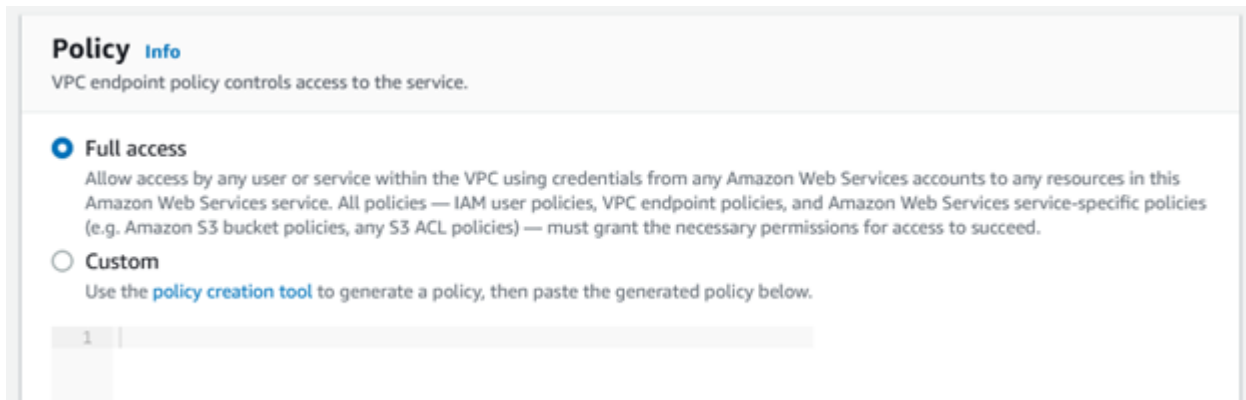 Policy Info
VPC endpoint policy controls access to the service.
Full access
Allow access by any user or service within the VPC using credentials from any Amazon Web Services accounts to any resources in this
Amazon Web Services service. All policies — IAM user policies, VPC endpoint policies, and Amazon Web Services service-specific policies
(e.g. Amazon S3 bucket policies, any S3 ACL policies) — must grant the necessary permissions for access to succeed.
Custom
Use the policy creation tool to generate a policy, then paste the generated policy below.
1